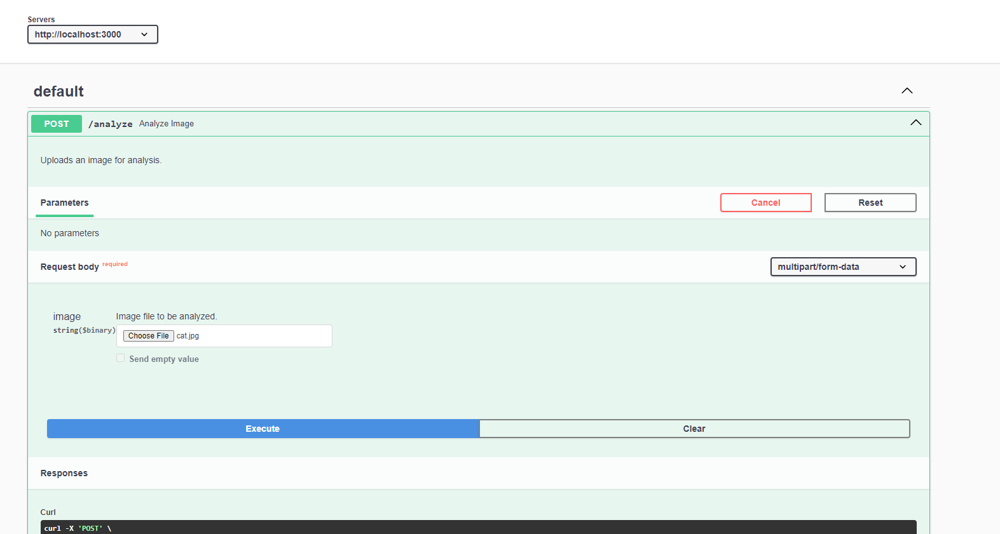 Servers
http://localhost:3000
default
POST /analyze Analyze Image
Uploads an image for analysis.
Parameters
Cancel
Reset
No parameters
Request body required
multipart/form-data
image
string($binary)
Image file to be analyzed.
Choose File cat.jpg
Send empty value
Execute
Clear
Responses
Curl
curl -X 'POST' \